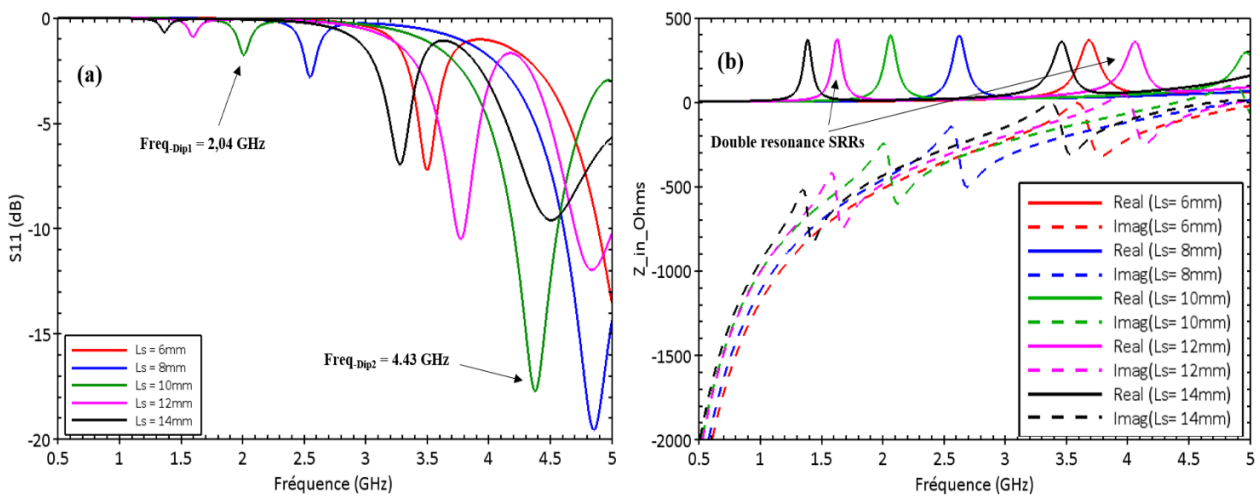 (a)
S11 (dB)
0
-5
-10
-15
-20
Freq.-Dip1 = 2,04 GHz
Freq.-Dip2 = 4.43 GHz
Ls = 6mm
Ls = 8mm
Ls = 10mm
Ls = 12mm
Ls = 14mm
0.5 1 1.5 2 2.5 3 3.5 4 4.5 5
Fréquence (GHz)
(b)
Z_in_Ohms
500
0
-500
-1000
-1500
-2000
Double resonance SRRs
Real (Ls= 6mm)
Imag(Ls= 6mm)
Real (Ls= 8mm)
Imag(Ls= 8mm)
Real (Ls= 10mm)
Imag(Ls= 10mm)
Real (Ls= 12mm)
Imag(Ls= 12mm)
Real (Ls= 14mm)
Imag(Ls= 14mm)
0.5 1 1.5 2 2.5 3 3.5 4 4.5 5
Fréquence (GHz)